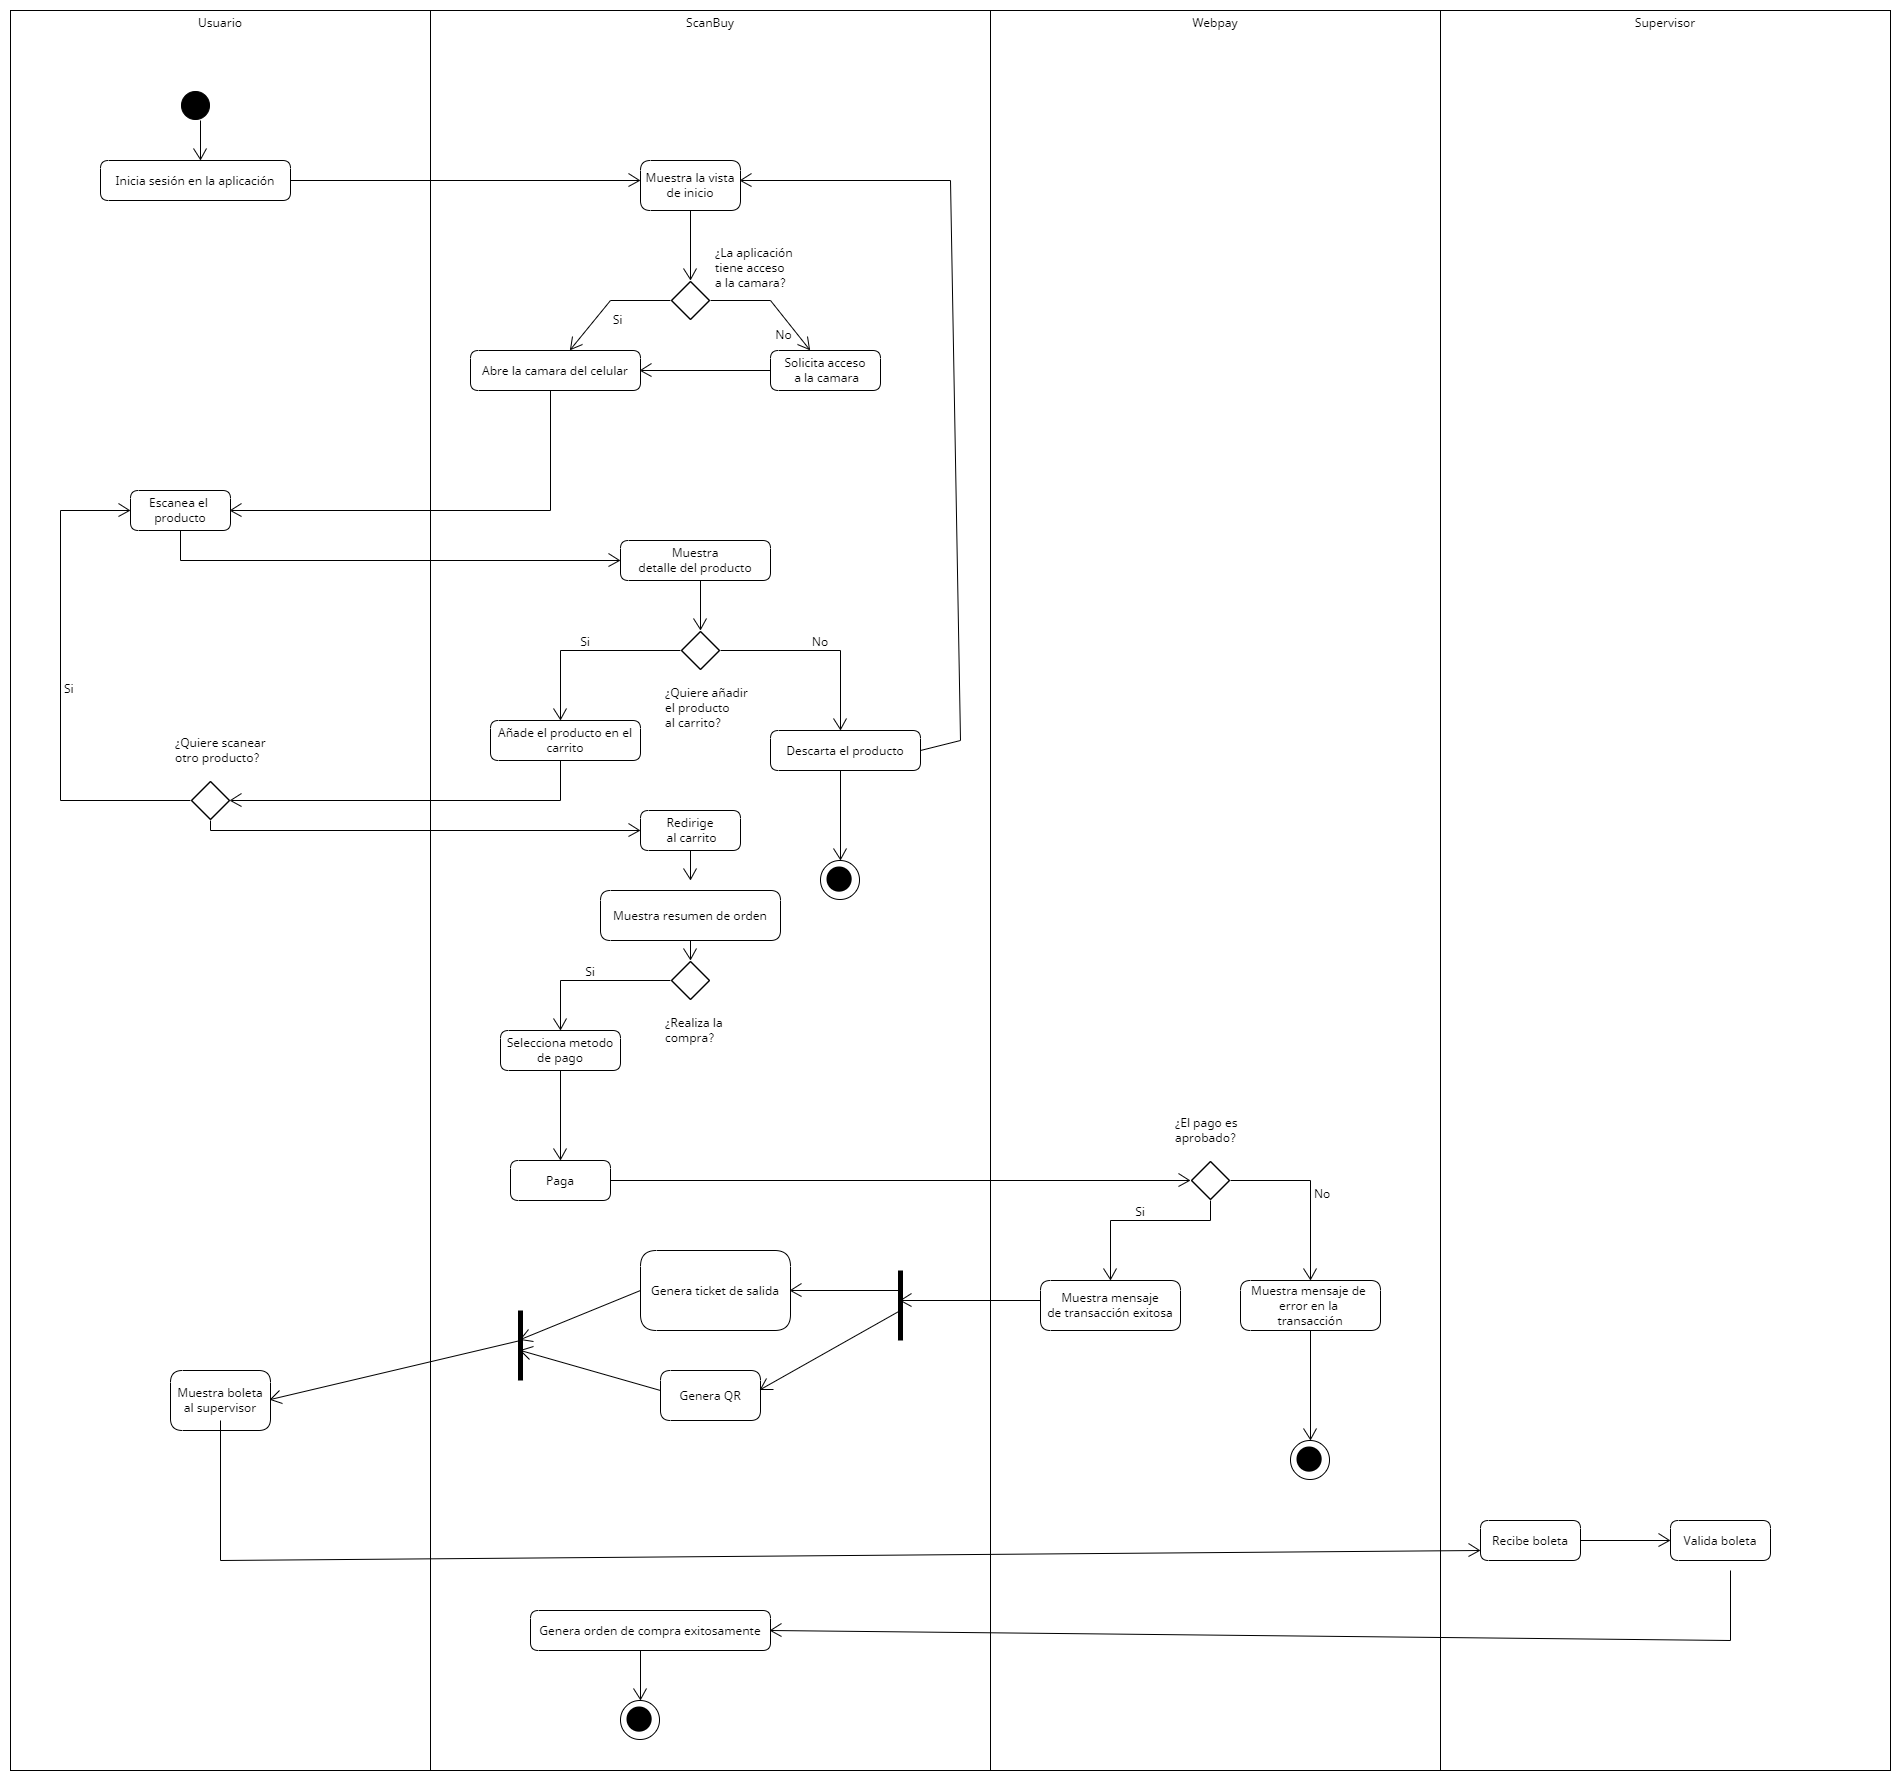 Usuario
ScanBuy
Webpay
Supervisor
Inicia sesión en la aplicación
Muestra la vista
de inicio
¿La aplicación
tiene acceso
a la camara?
Si
No
Abre la camara del celular
Solicita acceso
a la camara
Escanea el
producto
Muestra
detalle del producto
Si
No
¿Quiere añadir
el producto
al carrito?
Si
Añade el producto en el
carrito
Descarta el producto
¿Quiere scanear
otro producto?
Redirige
al carrito
Muestra resumen de orden
Si
¿Realiza la
compra?
Selecciona metodo
de pago
¿El pago es
aprobado?
Paga
No
Si
Genera ticket de salida
Muestra mensaje
de transacción exitosa
Muestra mensaje de
error en la
transacción
Muestra boleta
al supervisor
Genera QR
Recibe boleta
Valida boleta
Genera orden de compra exitosamente